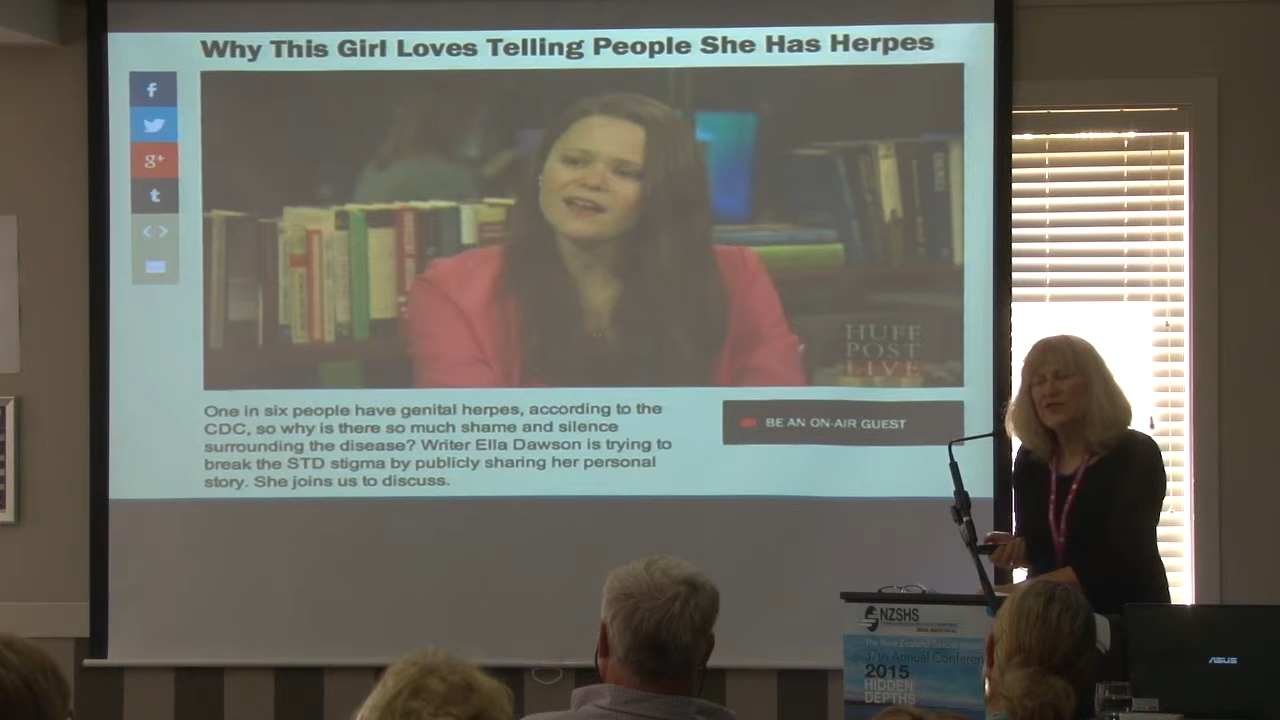 Why This Girl Loves Telling People She Has Herpes
f
g+
t
HUFF
POST
LIVE
One in six people have genital herpes, according to the
CDC, so why is there so much shame and silence
surrounding the disease? Writer Ella Dawson is trying to
break the STD stigma by publicly sharing her personal
story. She joins us to discuss.
BE AN ON-AIR GUEST
NZSHS
37th Annual Conferen
2015
HIDDEN
DEPTHS
ASUS